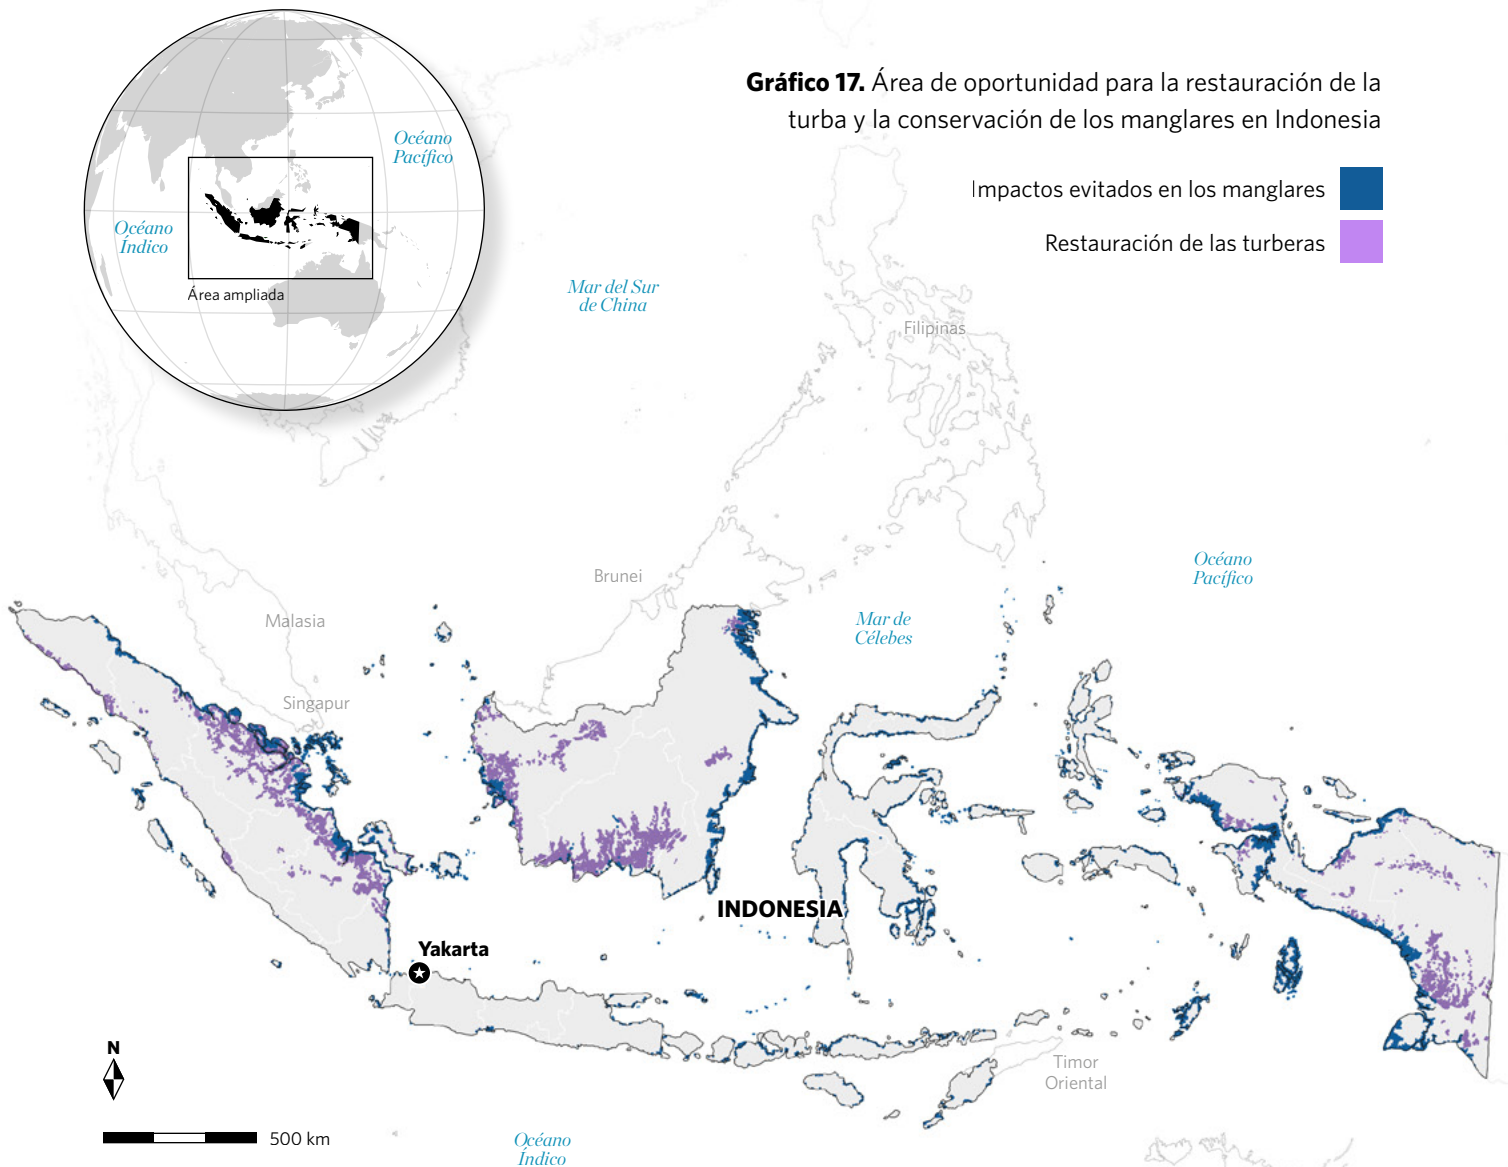 Gráfico 17. Área de oportunidad para la restauración de la
turba y la conservación de los manglares en Indonesia
Impactos evitados en los manglares
Restauración de las turberas
Océano
Pacífico
Océano
Índico
Área ampliada
Mar del Sur
de China
Filipinas
Océano
Pacífico
Brunei
Malasia
Mar de
Célebes
Singapur
INDONESIA
Yakarta
N
Timor
Oriental
500 km
Océano
Índico